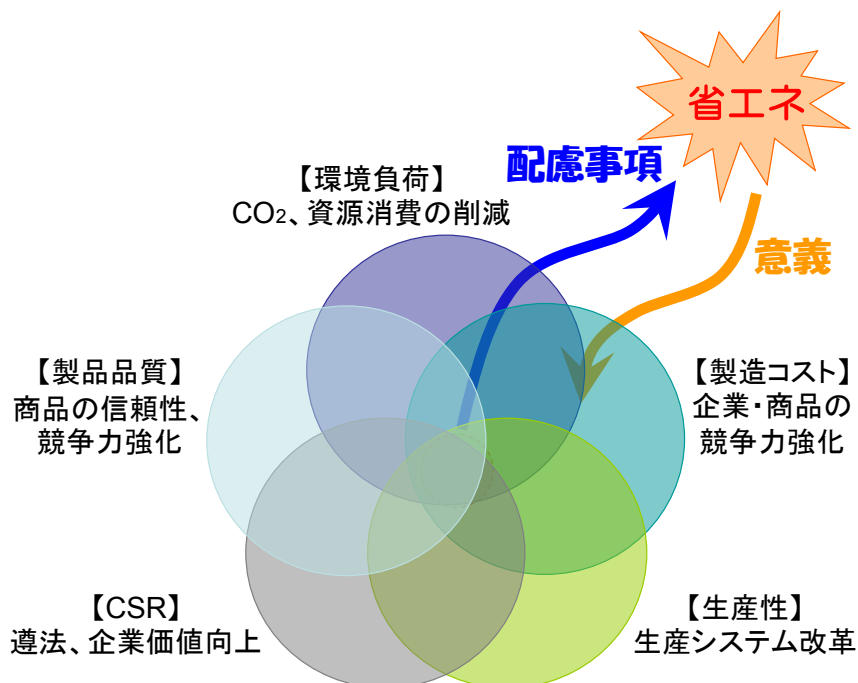 省エネ
配慮事項
意義
【環境負荷】
CO2、資源消費の削減
【製品品質】
商品の信頼性、
競争力強化
【製造コスト】
企業・商品の
競争力強化
【CSR】
遵法、企業価値向上
【生産性】
生産システム改革